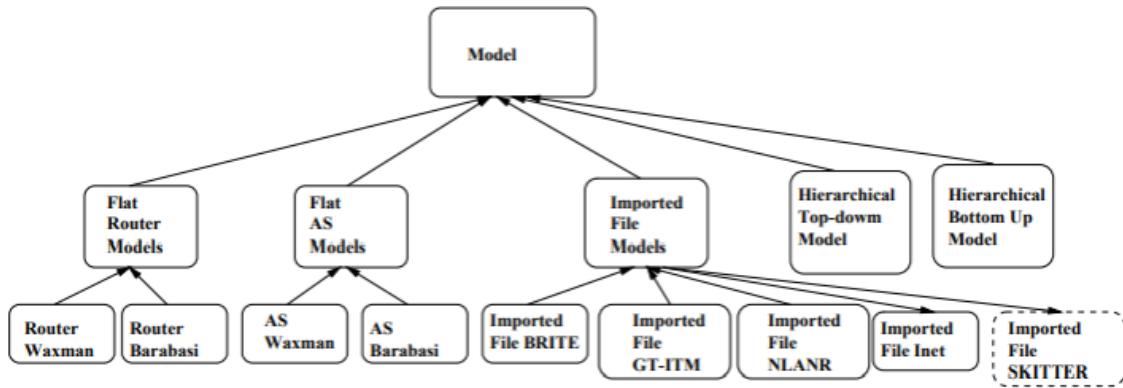 Model
Flat
Router
Models
Flat
AS
Models
Imported
File
Models
Hierarchical
Top-dowm
Model
Hierarchical
Bottom Up
Model
Router
Waxman
Router
Barabasi
AS
Waxman
AS
Barabasi
Imported
File BRITE
Imported
File
GT-ITM
Imported
File
NLANR
Imported
File Inet
Imported
File
SKITTER